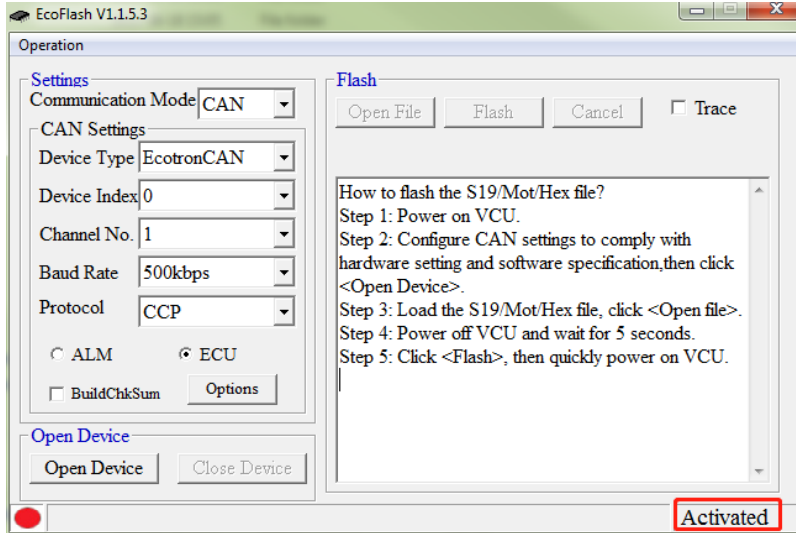 EcoFlash V1.1.5.3
Operation
Settings
Communication Mode CAN
CAN Settings
Device Type EcotronCAN
Device Index 0
Channel No. 1
Baud Rate 500kbps
Protocol CCP
ALM ECU
BuildChkSum Options
Open Device
Open Device Close Device
Flash
Open File Flash Cancel Trace
How to flash the S19/Mot/Hex file?
Step 1: Power on VCU.
Step 2: Configure CAN settings to comply with
hardware setting and software specification,then click
<Open Device>.
Step 3: Load the S19/Mot/Hex file, click <Open file>.
Step 4: Power off VCU and wait for 5 seconds.
Step 5: Click <Flash>, then quickly power on VCU.
Activated